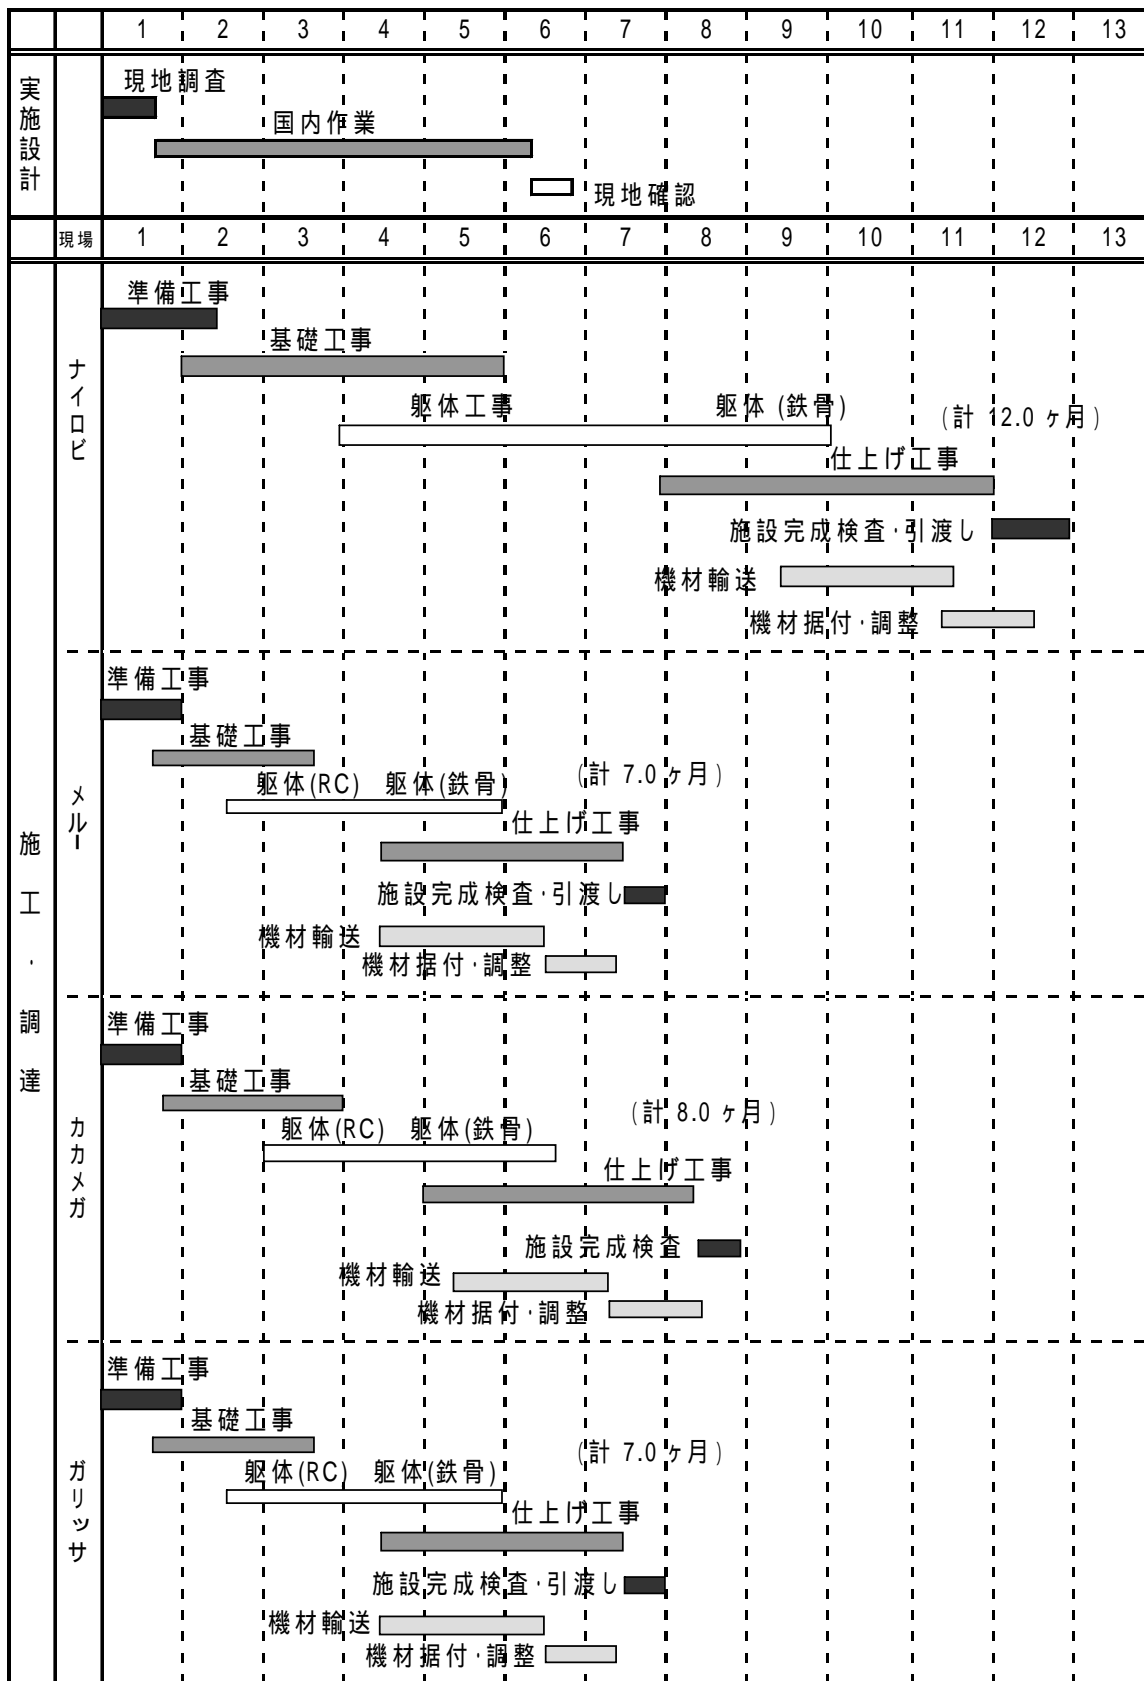 1 2 3 4 5 6 7 8 9 10 11 12 13
実施設計
現地調査
国内作業
現地確認
現場 1 2 3 4 5 6 7 8 9 10 11 12 13
施工・調達
ナイロビ
準備工事
基礎工事
躯体工事 躯体(鉄骨) (計 12.0 ヶ月)
仕上げ工事
施設完成検査・引渡し
機材輸送
機材据付・調整
メルー
準備工事
基礎工事
躯体(RC) 躯体(鉄骨) (計 7.0 ヶ月)
仕上げ工事
施設完成検査・引渡し
機材輸送
機材据付・調整
カカメガ
準備工事
基礎工事
躯体(RC) 躯体(鉄骨) (計 8.0 ヶ月)
仕上げ工事
施設完成検査
機材輸送
機材据付・調整
ガリッサ
準備工事
基礎工事
躯体(RC) 躯体(鉄骨) (計 7.0 ヶ月)
仕上げ工事
施設完成検査・引渡し
機材輸送
機材据付・調整